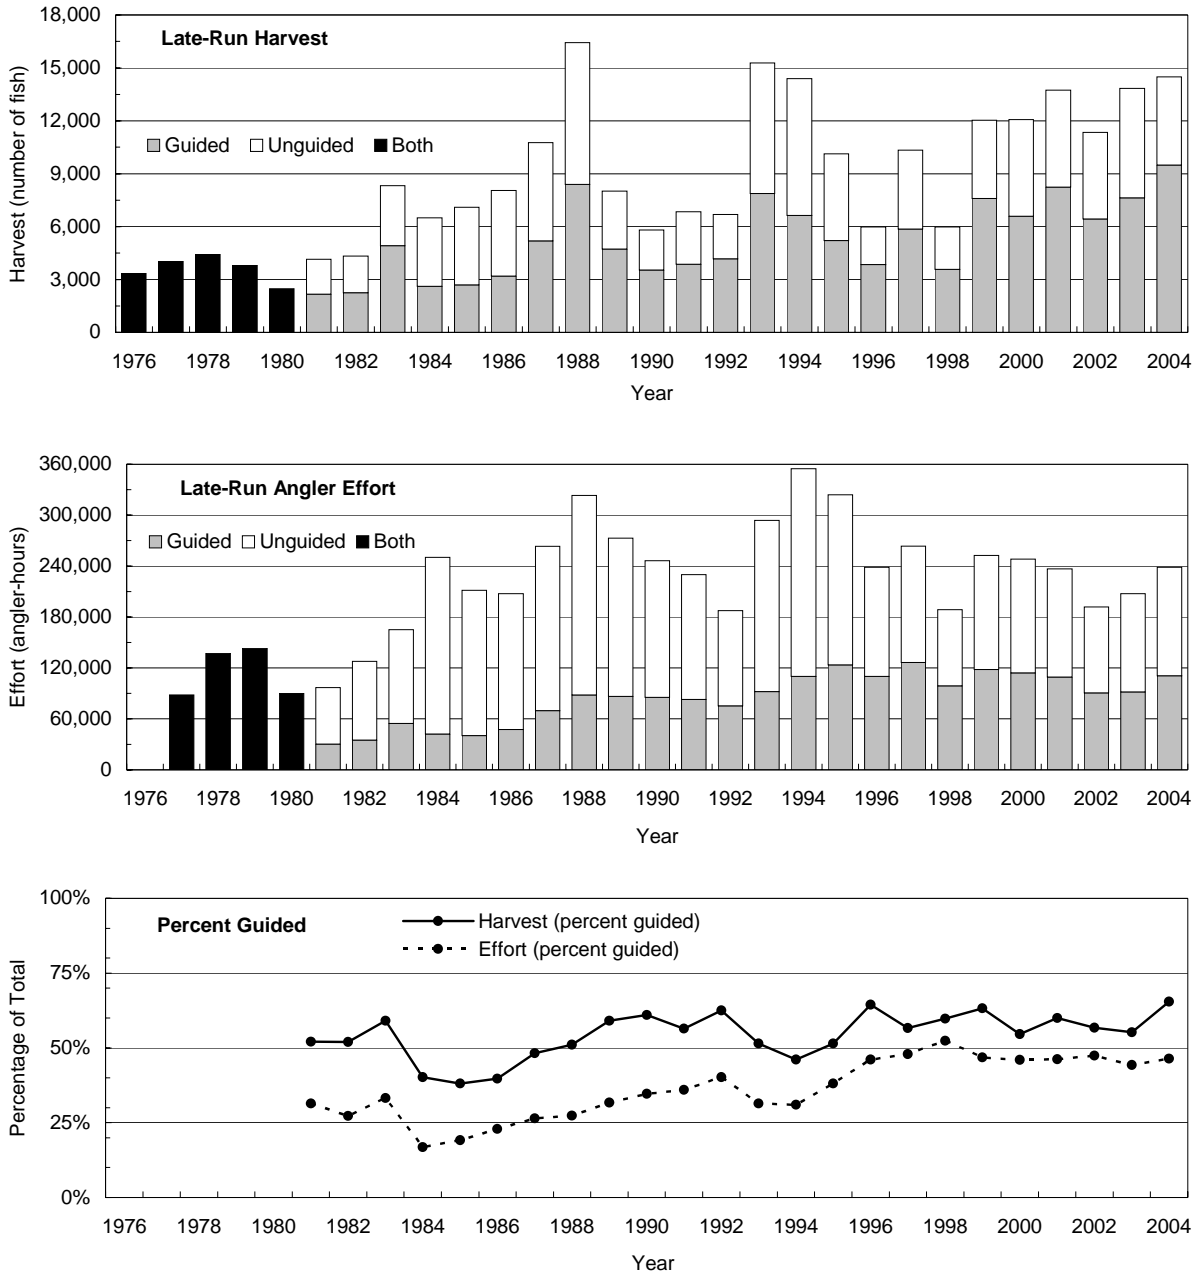 18,000
15,000
12,000
9,000
6,000
3,000
0
Harvest (number of fish)
Late-Run Harvest
Guided Unguided Both
1976 1978 1980 1982 1984 1986 1988 1990 1992 1994 1996 1998 2000 2002 2004
Year
360,000
300,000
240,000
180,000
120,000
60,000
0
Effort (angler-hours)
Late-Run Angler Effort
Guided Unguided Both
1976 1978 1980 1982 1984 1986 1988 1990 1992 1994 1996 1998 2000 2002 2004
Year
100%
75%
50%
25%
0%
Percentage of Total
Percent Guided
Harvest (percent guided)
Effort (percent guided)
1976 1978 1980 1982 1984 1986 1988 1990 1992 1994 1996 1998 2000 2002 2004
Year